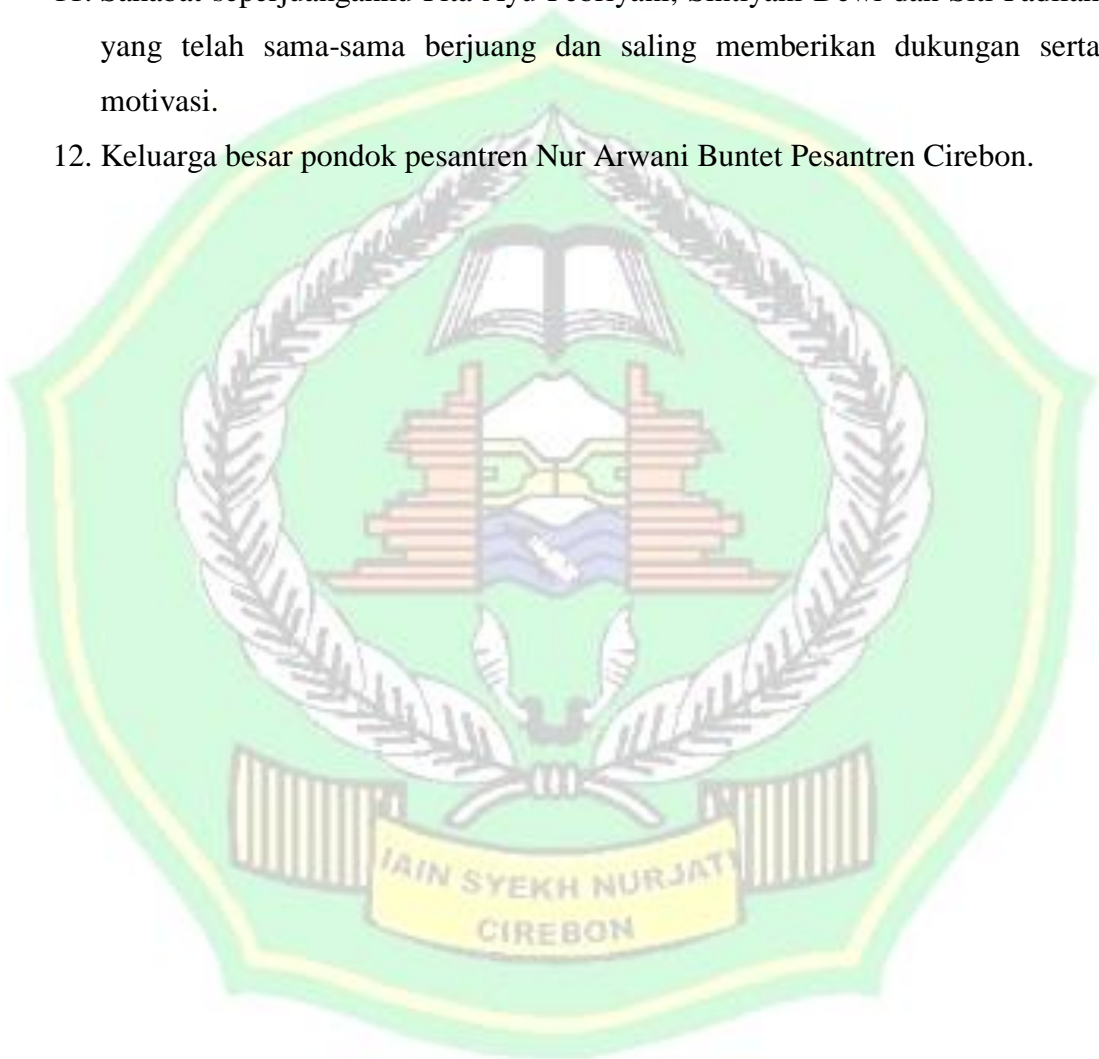 yang telah sama-sama berjuang dan saling memberikan dukungan serta
motivasi.
12. Keluarga besar pondok pesantren Nur Arwani Buntet Pesantren Cirebon.
IAIN SYEKH NURJATI
CIREBON